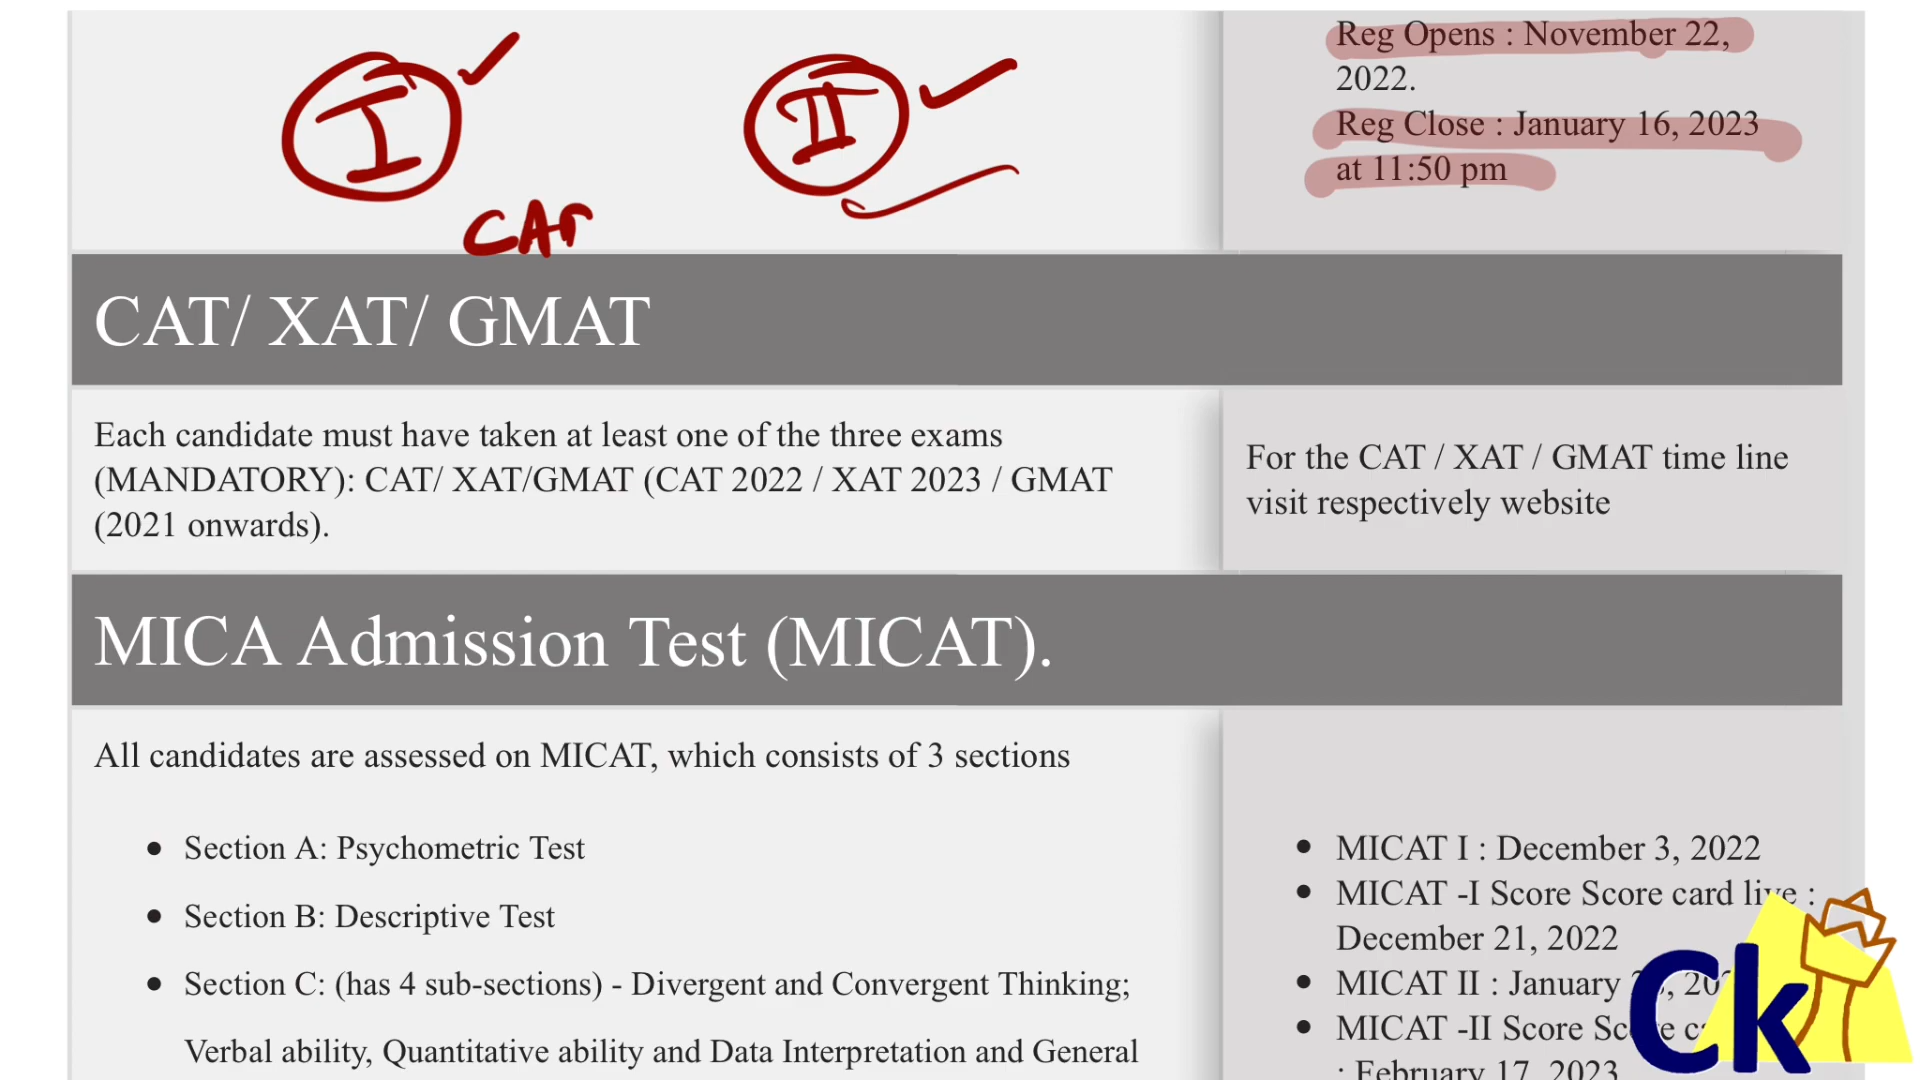 I
II
CAT
Reg Opens : November 22,
2022.
Reg Close : January 16, 2023
at 11:50 pm
CAT/ XAT/ GMAT
Each candidate must have taken at least one of the three exams
(MANDATORY): CAT/ XAT/GMAT (CAT 2022 / XAT 2023 / GMAT
(2021 onwards).
For the CAT / XAT / GMAT time line
visit respectively website
MICA Admission Test (MICAT).
All candidates are assessed on MICAT, which consists of 3 sections
• Section A: Psychometric Test
• Section B: Descriptive Test
• Section C: (has 4 sub-sections) - Divergent and Convergent Thinking;
Verbal ability, Quantitative ability and Data Interpretation and General
• MICAT I : December 3, 2022
• MICAT -I Score Score card live :
December 21, 2022
• MICAT II : January
• MICAT -II Score
: February 17, 2023
Ck